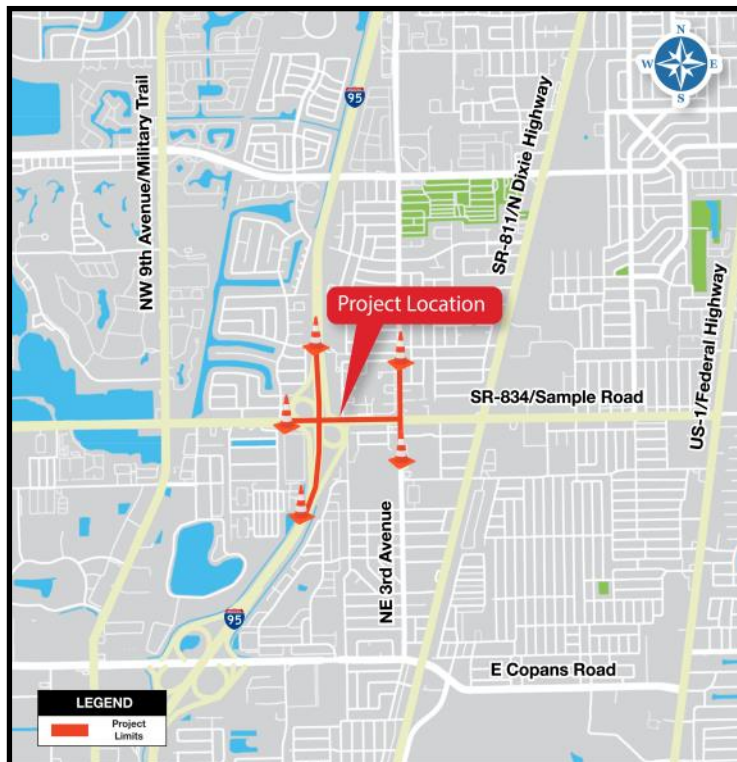 N
W E
S
95
NW 9th Avenue/Military Trail
SR-811/N Dixie Highway
Project Location
SR-834/Sample Road
US-1/Federal Highway
NE 3rd Avenue
95
E Copans Road
LEGEND
Project
Limits